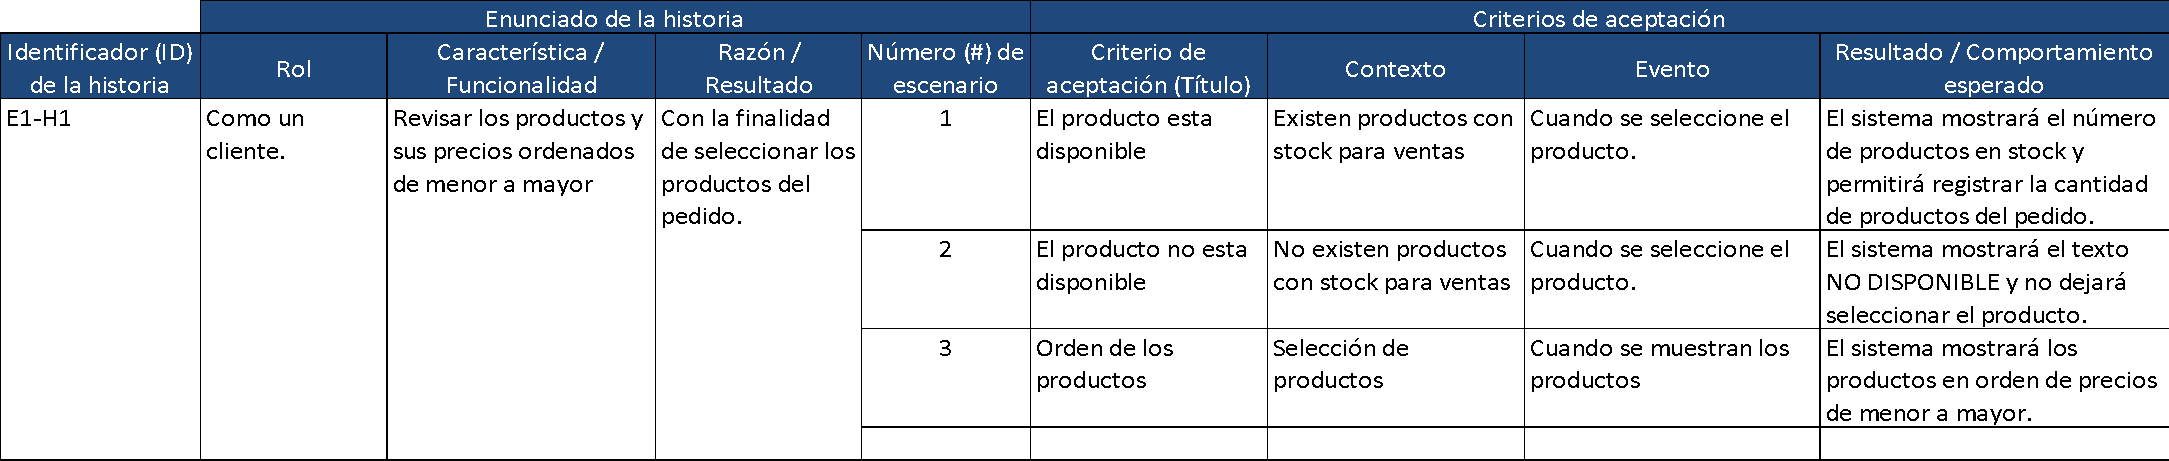 Enunciado de la historia
Criterios de aceptación
Identificador (ID)
de la historia
Rol
Característica /
Funcionalidad
Razón /
Resultado
Número (#) de
escenario
Criterio de
aceptación (Título)
Contexto
Evento
Resultado / Comportamiento
esperado
E1-H1
Como un
cliente.
Revisar los productos y
sus precios ordenados
de menor a mayor
Con la finalidad
de seleccionar los
productos del
pedido.
1
El producto esta
disponible
Existen productos con
stock para ventas
Cuando se seleccione el
producto.
El sistema mostrará el número
de productos en stock y
permitirá registrar la cantidad
de productos del pedido.
2
El producto no esta
disponible
No existen productos
con stock para ventas
Cuando se seleccione el
producto.
El sistema mostrará el texto
NO DISPONIBLE y no dejará
seleccionar el producto.
3
Orden de los
productos
Selección de
productos
Cuando se muestran los
productos
El sistema mostrará los
productos en orden de precios
de menor a mayor.